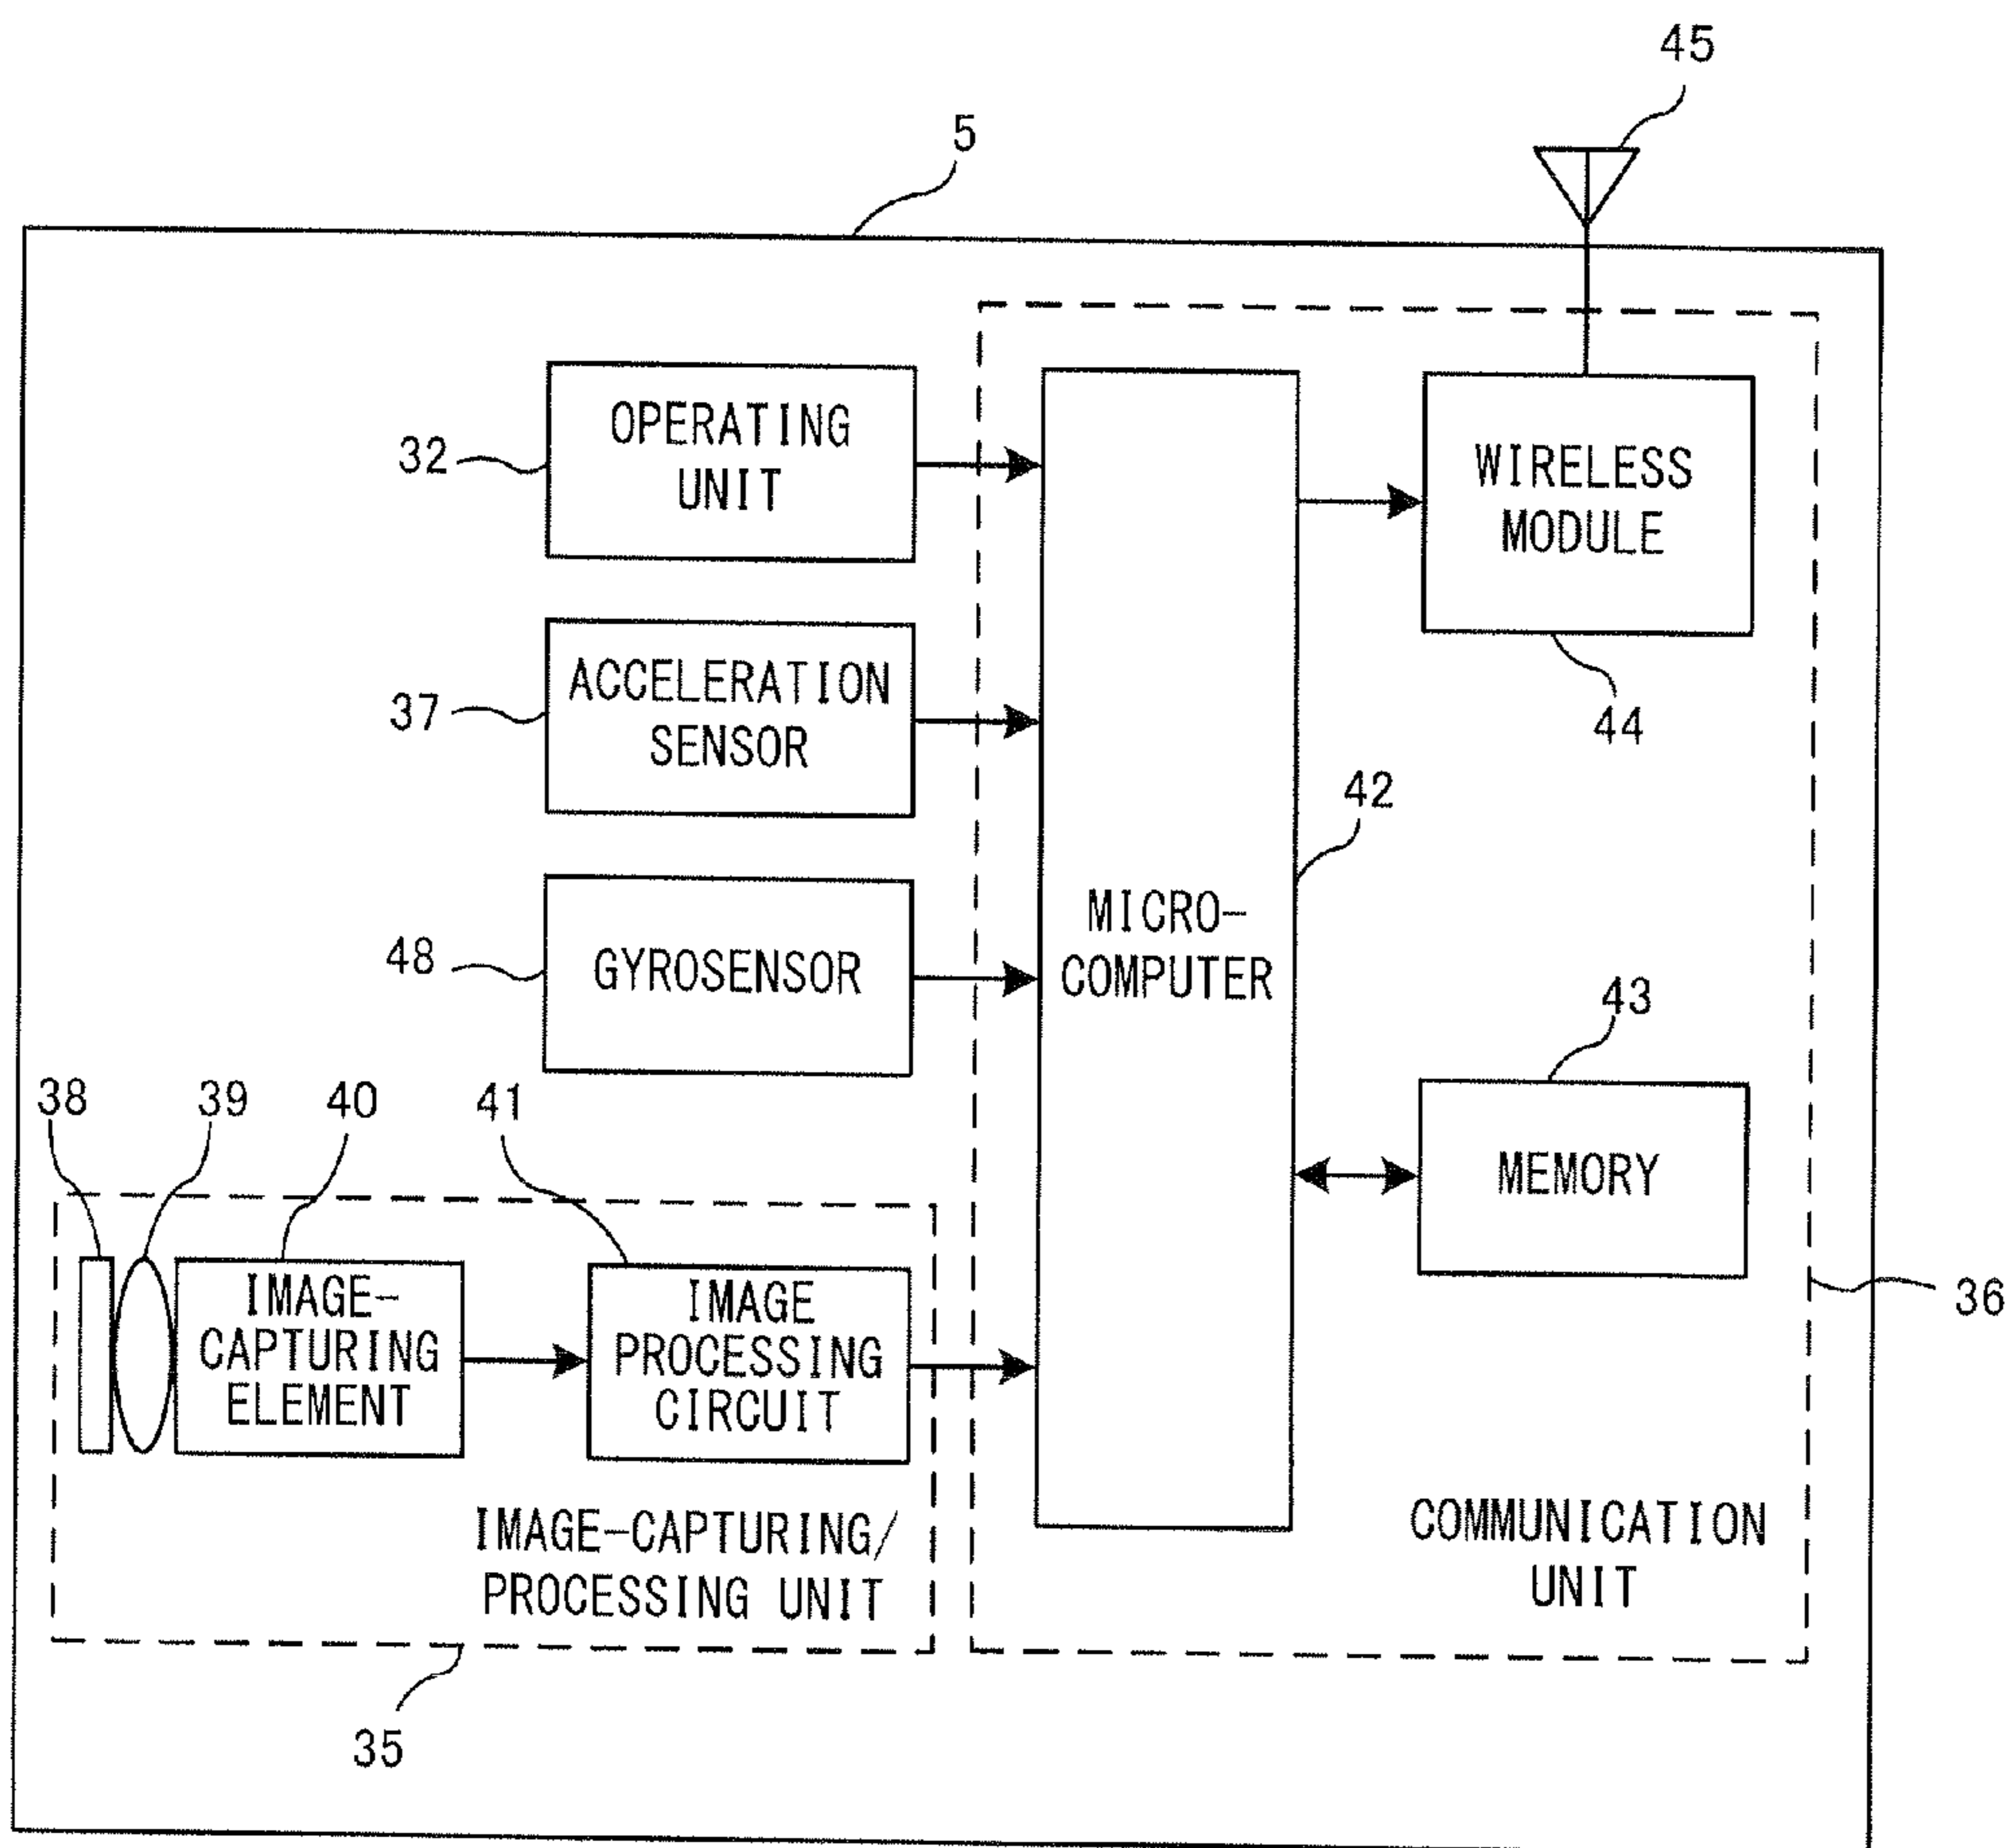 45
5
OPERATING
UNIT
32
WIRELESS
MODULE
44
ACCELERATION
SENSOR
37
42
MICRO-
COMPUTER
GYROSENSOR
48
43
MEMORY
38
39
40
41
IMAGE-
CAPTURING
ELEMENT
IMAGE
PROCESSING
CIRCUIT
36
IMAGE-CAPTURING/
PROCESSING UNIT
COMMUNICATION
UNIT
35